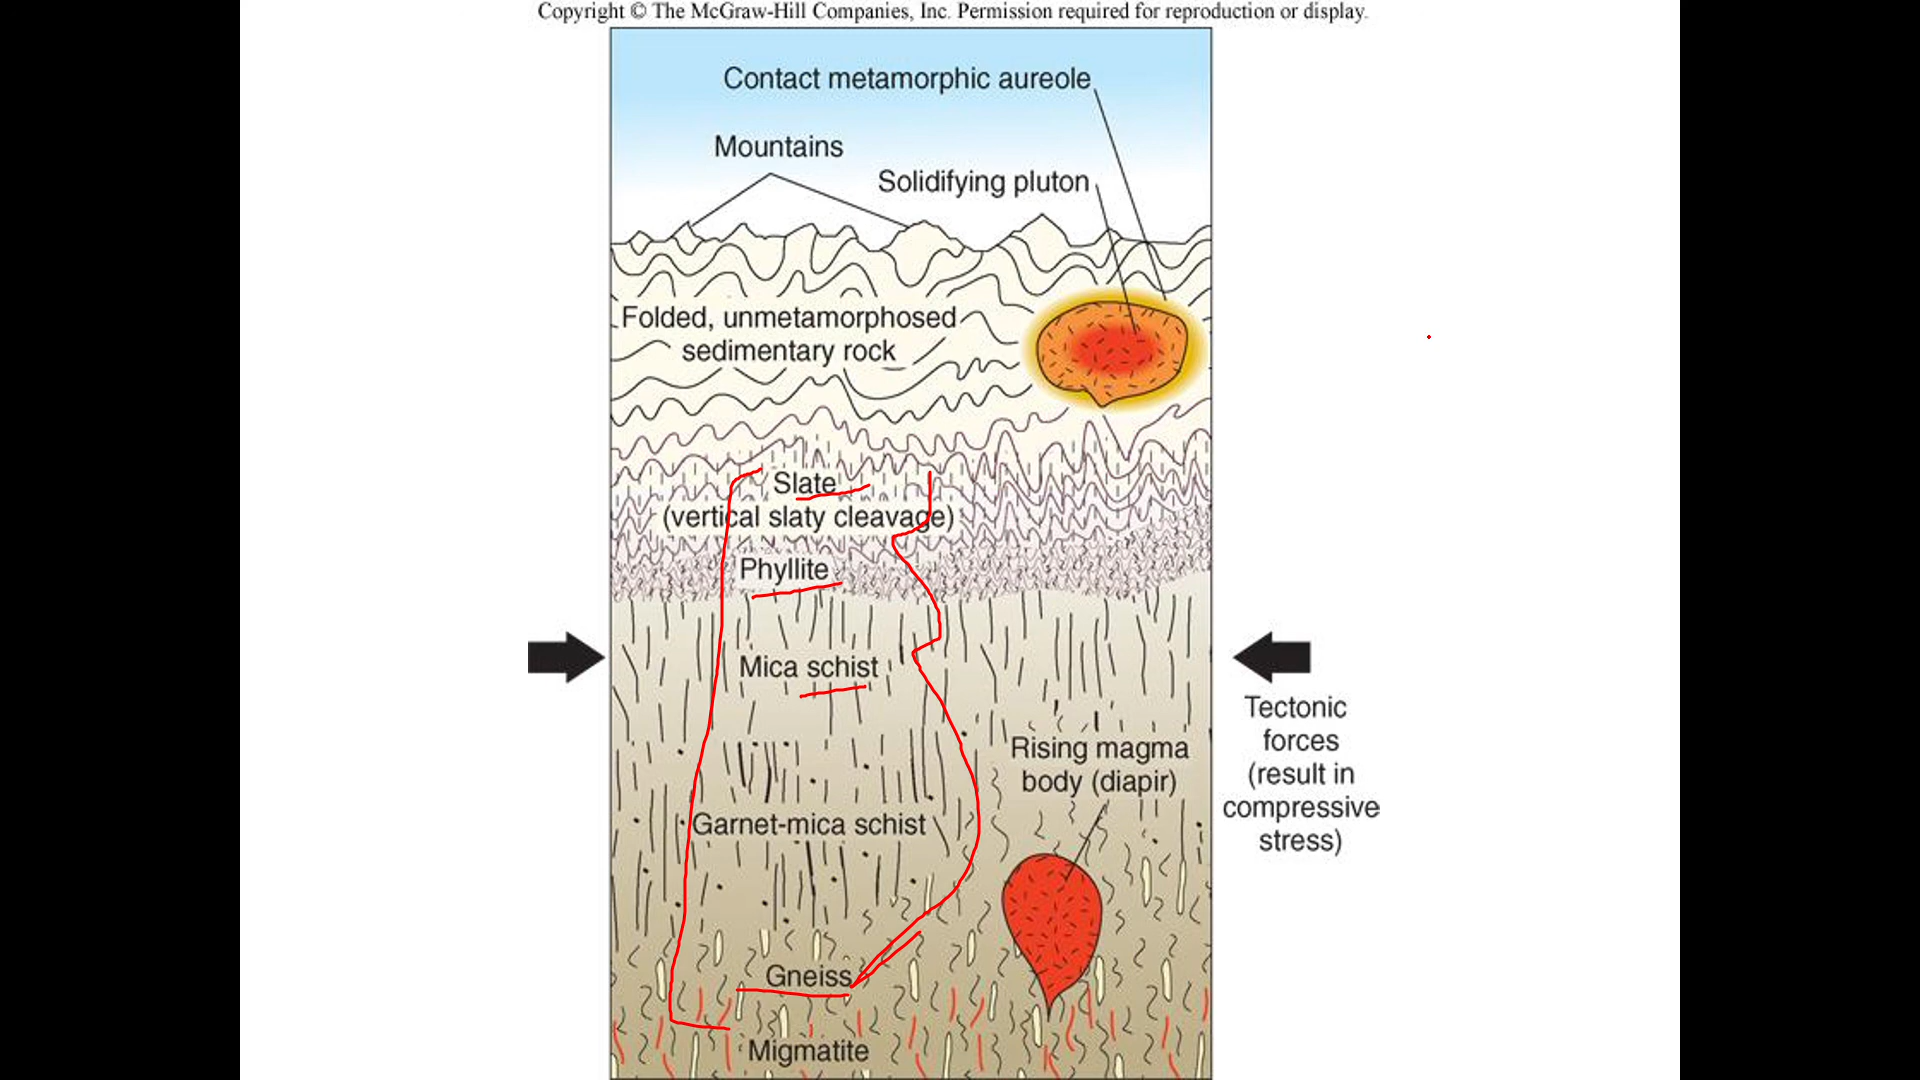 Copyright © The McGraw-Hill Companies, Inc. Permission required for reproduction or display.
Contact metamorphic aureole
Mountains
Solidifying pluton
Folded, unmetamorphosed
sedimentary rock
Slate
(vertical slaty cleavage)
Phyllite
Mica schist
Rising magma
body (diapir)
Garnet-mica schist
Gneiss
Migmatite
Tectonic
forces
(result in
compressive
stress)